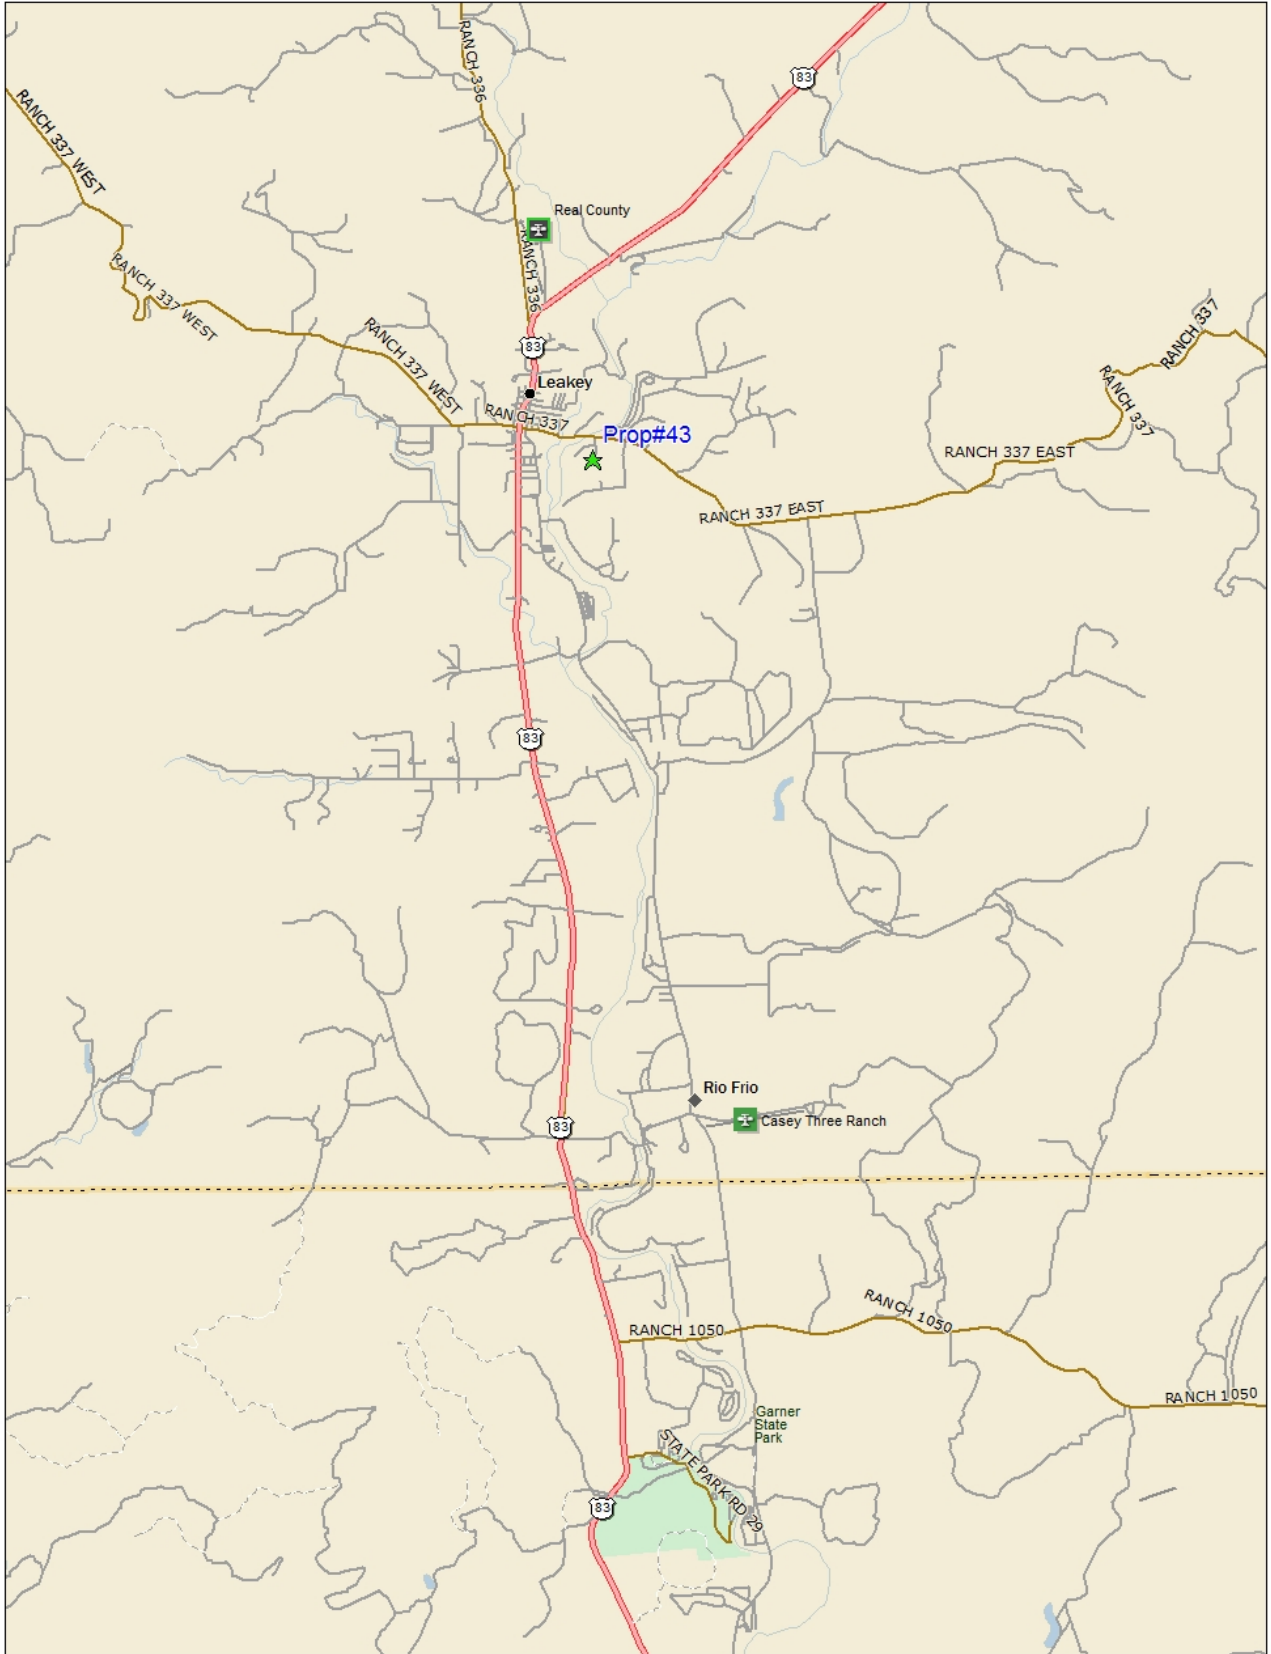 RANCH 336
83
RANCH 337 WEST
Real County
RANCH 336
RANCH 337 WEST
RANCH 337
RANCH 337 WEST
83
RANCH 337
Leakey
RANCH 337
Prop#43
RANCH 337 EAST
RANCH 337 EAST
83
Rio Frio
Casey Three Ranch
83
RANCH 1050
RANCH 1050
RANCH 1050
Garner
State
Park
STATE PARK RD 29
83